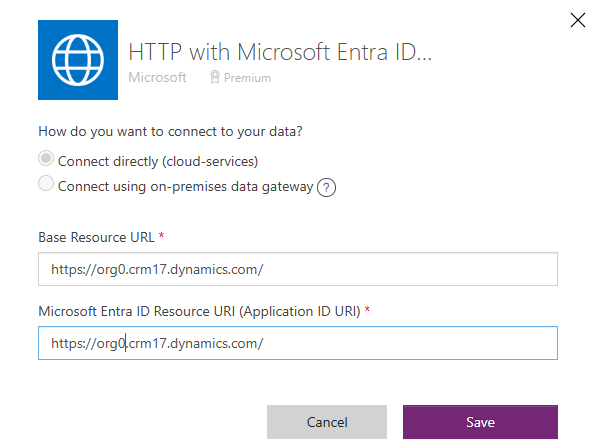 HTTP with Microsoft Entra ID...
Microsoft Premium
How do you want to connect to your data?
Connect directly (cloud-services)
Connect using on-premises data gateway ?
Base Resource URL *
https://org0.crm17.dynamics.com/
Microsoft Entra ID Resource URI (Application ID URI) *
https://org0.crm17.dynamics.com/
Cancel Save